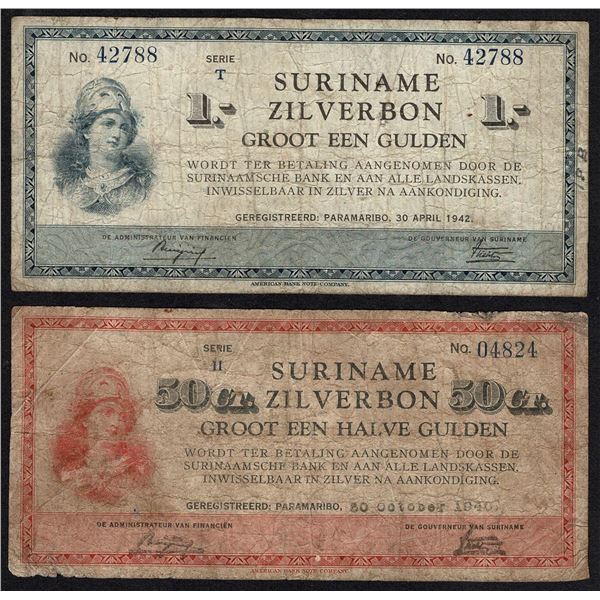 No. 42788
SERIE
T
No. 42788
SURINAME
1.- ZILVERBON 1.-
GROOT EEN GULDEN
WORDT TER BETALING AANGENOMEN DOOR DE
SURINAAMSCHE BANK EN AAN ALLE LANDSKASSEN.
INWISSELBAAR IN ZILVER NA AANKONDIGING.
GEREGISTREERD: PARAMARIBO. 30 APRIL 1942.
DE ADMINISTRATEUR VAN FINANCIEN
DE GOUVERNEUR VAN SURINAME
AMERICAN BANK NOTE COMPANY.
SERIE
II
No. 04824
SURINAME
50 CT. ZILVERBON 50 CT.
GROOT EEN HALVE GULDEN
WORDT TER BETALING AANGENOMEN DOOR DE
SURINAAMSCHE BANK EN AAN ALLE LANDSKASSEN.
INWISSELBAAR IN ZILVER NA AANKONDIGING.
GEREGISTREERD: PARAMARIBO. 30 October 1940.
DE ADMINISTRATEUR VAN FINANCIËN
DE GOUVERNEUR VAN SURINAME
AMERICAN BANK NOTE COMPANY.